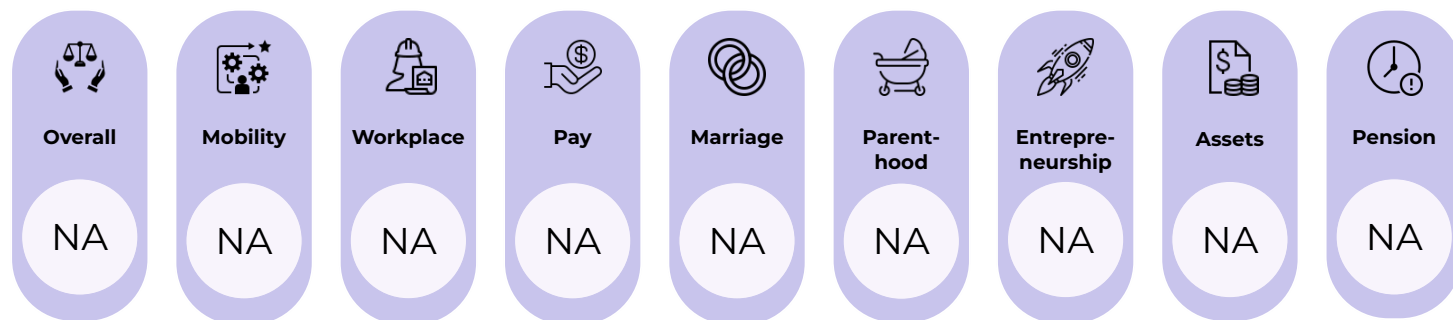 Overall
Mobility
Workplace
Pay
Marriage
Parent-
hood
Entrepre-
neurship
Assets
Pension
NA
NA
NA
NA
NA
NA
NA
NA
NA